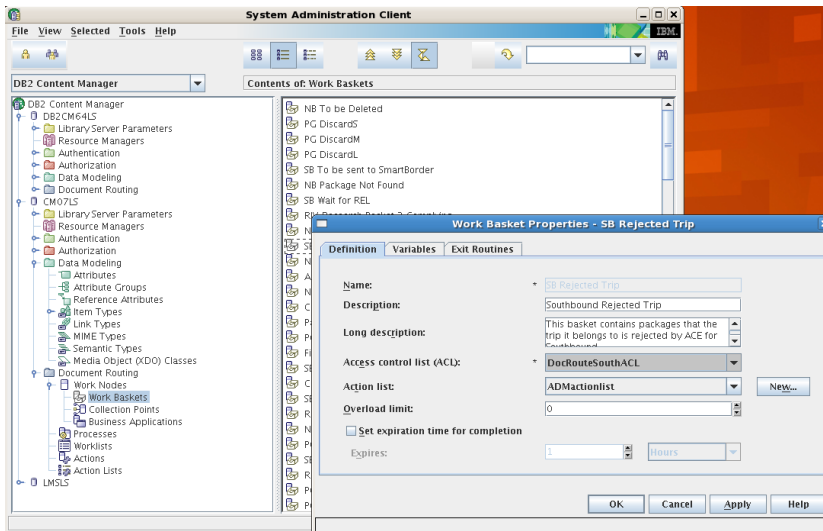 System Administration Client
File View Selected Tools Help
IBM.
DB2 Content Manager
Contents of: Work Baskets
DB2 Content Manager
DB2CM64LS
Library Server Parameters
Resource Managers
Authentication
Authorization
Data Modeling
Document Routing
CM07LS
Library Server Parameters
Resource Managers
Authentication
Authorization
Data Modeling
Attributes
Attribute Groups
Reference Attributes
Item Types
Link Types
MIME Types
Semantic Types
Media Object (XDO) Classes
Document Routing
Work Nodes
Work Baskets
Collection Points
Business Applications
Processes
Worklists
Actions
Action Lists
LMSLS
NB To be Deleted
PG DiscardS
PG DiscardM
PG DiscardL
SB To be sent to SmartBorder
NB Package Not Found
SB Wait for REL
Work Basket Properties - SB Rejected Trip
Definition Variables Exit Routines
Name: * SB Rejected Trip
Description: Southbound Rejected Trip
Long description: This basket contains packages that the
trip it belongs to is rejected by ACE for
Southbound
Access control list (ACL): * DocRouteSouthACL
Action list: ADMactionlist New...
Overload limit: 0
Set expiration time for completion
Expires: 1 Hours
OK Cancel Apply Help